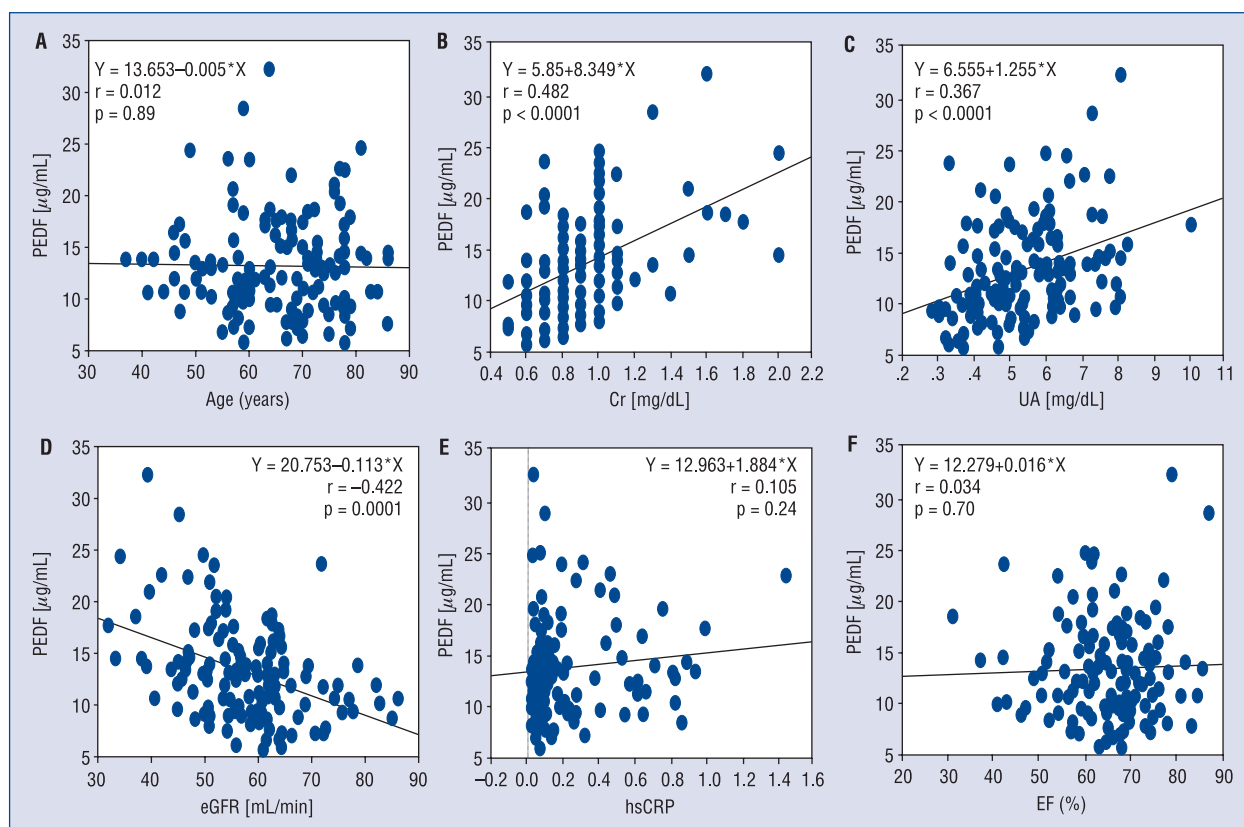 A
Y = 13.653–0.005*X
r = 0.012
p = 0.89
PEDF [µg/mL]
35
30
25
20
15
10
5
30 40 50 60 70 80 90
Age (years)
B
Y = 5.85+8.349*X
r = 0.482
p < 0.0001
PEDF [µg/mL]
35
30
25
20
15
10
5
0.4 0.6 0.8 1.0 1.2 1.4 1.6 1.8 2.0 2.2
Cr [mg/dL]
C
Y = 6.555+1.255*X
r = 0.367
p < 0.0001
PEDF [µg/mL]
35
30
25
20
15
10
5
.2 .3 .4 5 6 7 8 9 10 11
UA [mg/dL]
D
Y = 20.753–0.113*X
r = –0.422
p = 0.0001
PEDF [µg/mL]
35
30
25
20
15
10
5
30 40 50 60 70 80 90
eGFR [mL/min]
E
Y = 12.963+1.884*X
r = 0.105
p = 0.24
PEDF [µg/mL]
35
30
25
20
15
10
5
–0.2 0.0 0.2 0.4 0.6 0.8 1.0 1.2 1.4 1.6
hsCRP
F
Y = 12.279+0.016*X
r = 0.034
p = 0.70
PEDF [µg/mL]
35
30
25
20
15
10
5
20 30 40 50 60 70 80 90
EF (%)